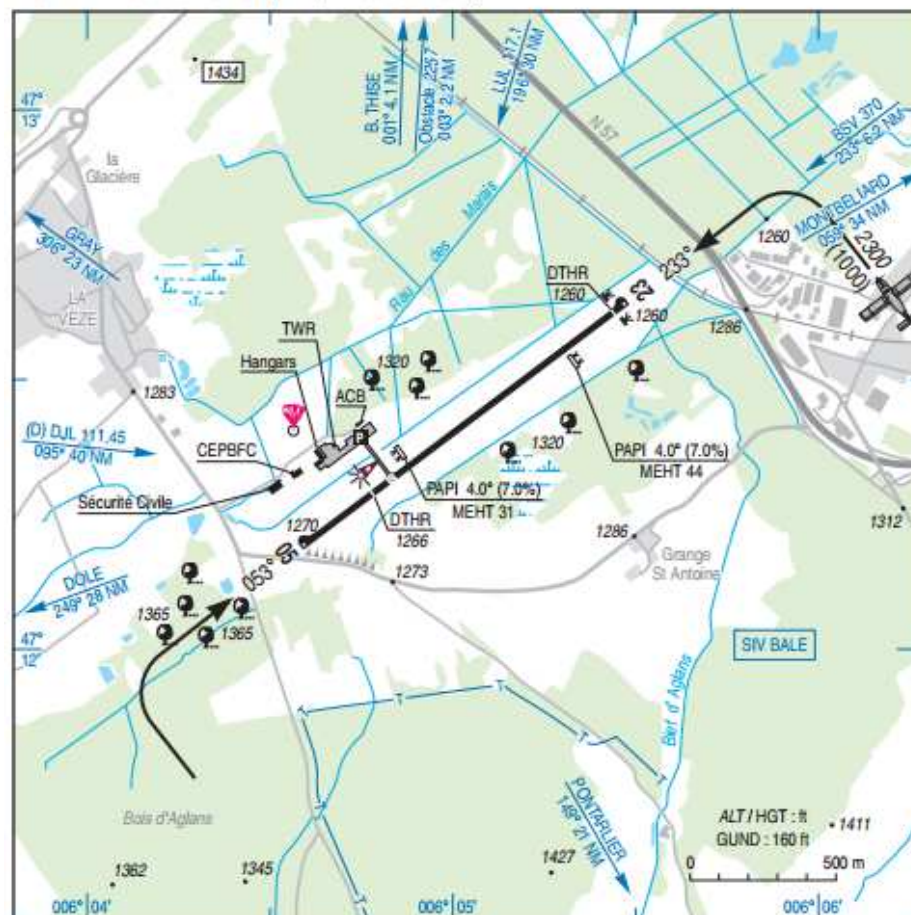 1434
47°
13'
la
Glacière
B. THISE
001° 4,1 NM
Obstacle 2257
003° 2,2 NM
LUL 117,1
196° 30 NM
N 57
BSV 370
233° 6.2 NM
MONTBELIARD
059° 34 NM
GRAY
306° 23 NM
Rau des Marais
1260
2300
(1000)
233°
23
DTHR
1260
1260
1286
LA
VEZE
TWR
Hangars
1320
ACB
1283
(D) DJL 111.45
095° 40 NM
CEPBFC
Sécurité Civile
1320
PAPI 4.0° (7.0%)
MEHT 44
PAPI 4.0° (7.0%)
MEHT 31
DTHR
1266
1270
05
053°
1312
1286
Grange
St Antoine
1273
DOLE
249° 28 NM
1365
1365
47°
12'
SIV BALE
Bief d'Aglans
Bois d'Aglans
PONTARLIER
149° 21 NM
ALT / HGT : ft
GUND : 160 ft
1411
0 500 m
1362
1345
1427
006° 04'
006° 05'
006° 06'